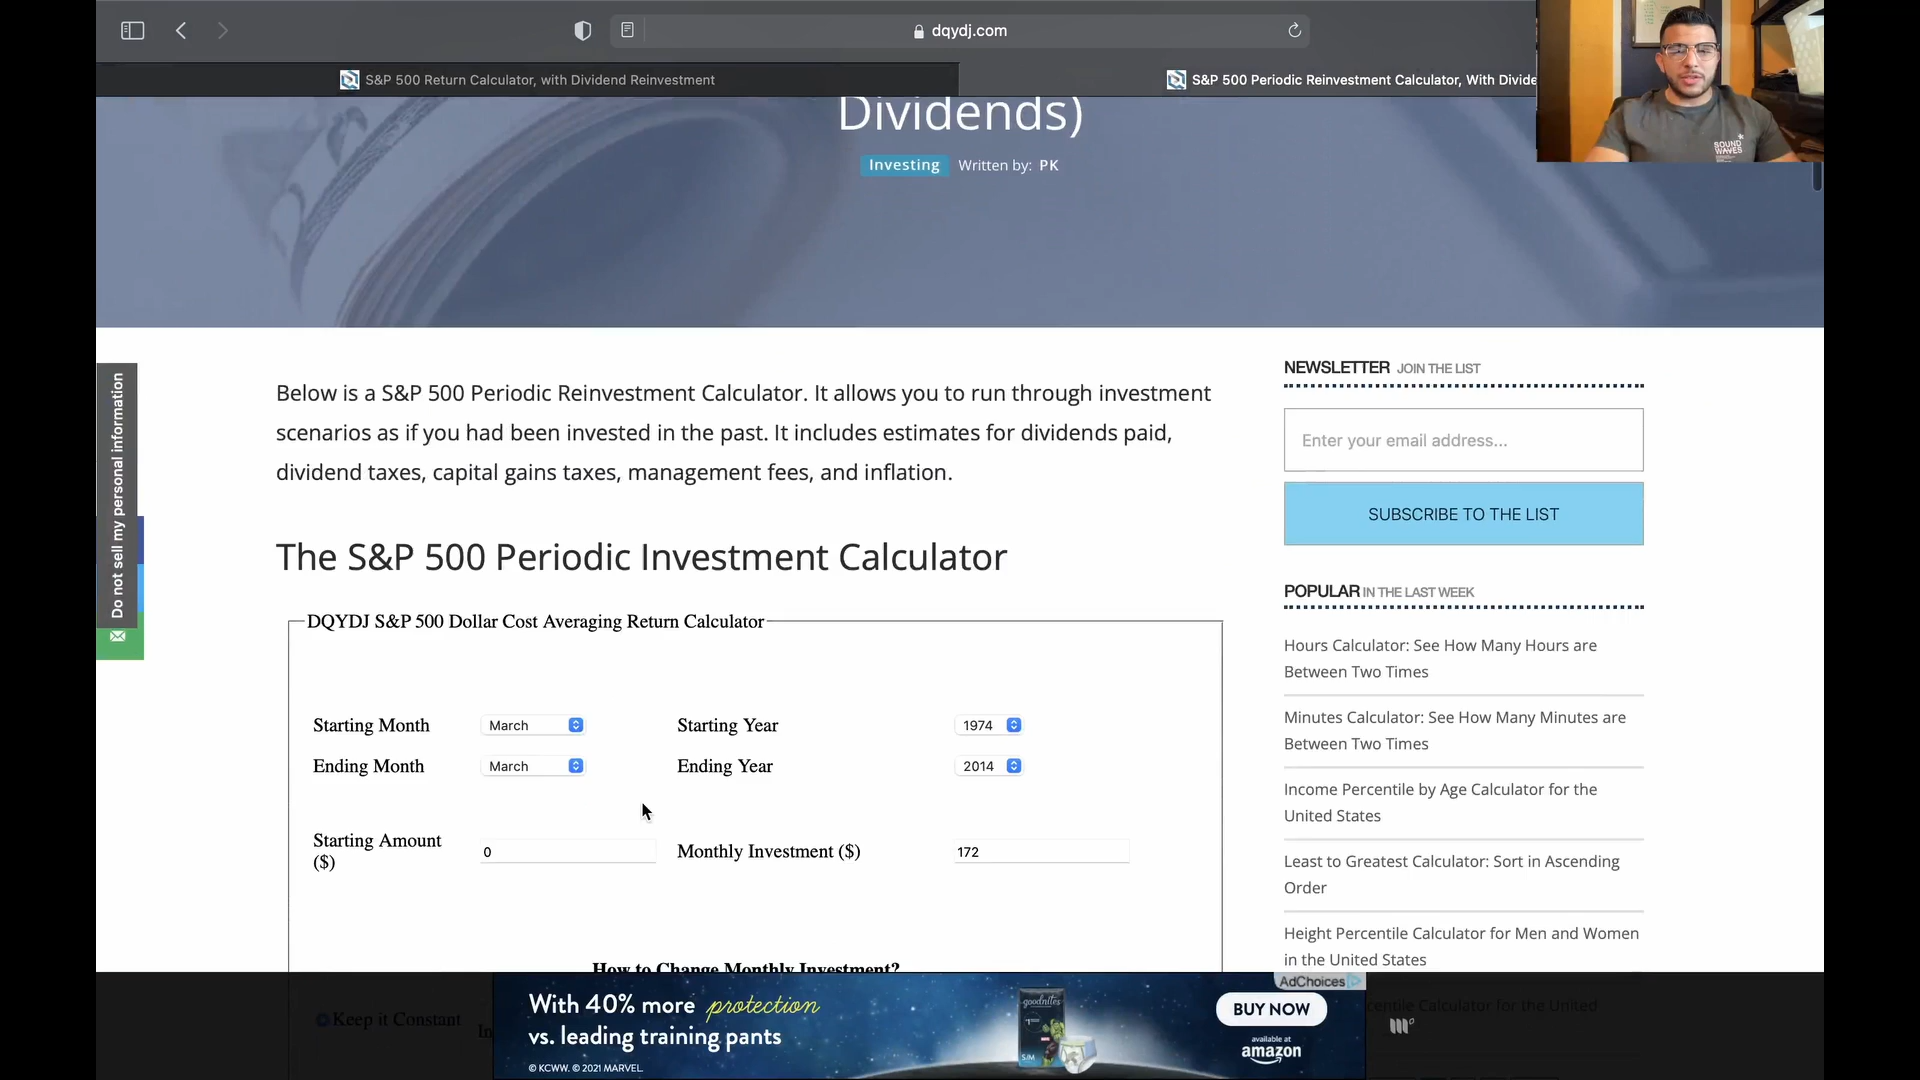 dqydj.com
S&P 500 Return Calculator, with Dividend Reinvestment
S&P 500 Periodic Reinvestment Calculator, With Divide
SOUND
WAVES
Dividends)
Investing
Written by: PK
Do not sell my personal information
Below is a S&P 500 Periodic Reinvestment Calculator. It allows you to run through investment
scenarios as if you had been invested in the past. It includes estimates for dividends paid,
dividend taxes, capital gains taxes, management fees, and inflation.
The S&P 500 Periodic Investment Calculator
DQYDJ S&P 500 Dollar Cost Averaging Return Calculator
Starting Month March Starting Year 1974
Ending Month March Ending Year 2014
Starting Amount
($)
0
Monthly Investment ($) 172
How to Change Monthly Investment?
Keep it Constant
In
NEWSLETTER JOIN THE LIST
Enter your email address...
SUBSCRIBE TO THE LIST
POPULAR IN THE LAST WEEK
Hours Calculator: See How Many Hours are
Between Two Times
Minutes Calculator: See How Many Minutes are
Between Two Times
Income Percentile by Age Calculator for the
United States
Least to Greatest Calculator: Sort in Ascending
Order
Height Percentile Calculator for Men and Women
in the United States
centile Calculator for the United
With 40% more protection
vs. leading training pants
© KCWW. © 2021 MARVEL.
goodnites
MARVEL
S/M
AdChoices
BUY NOW
available at
amazon